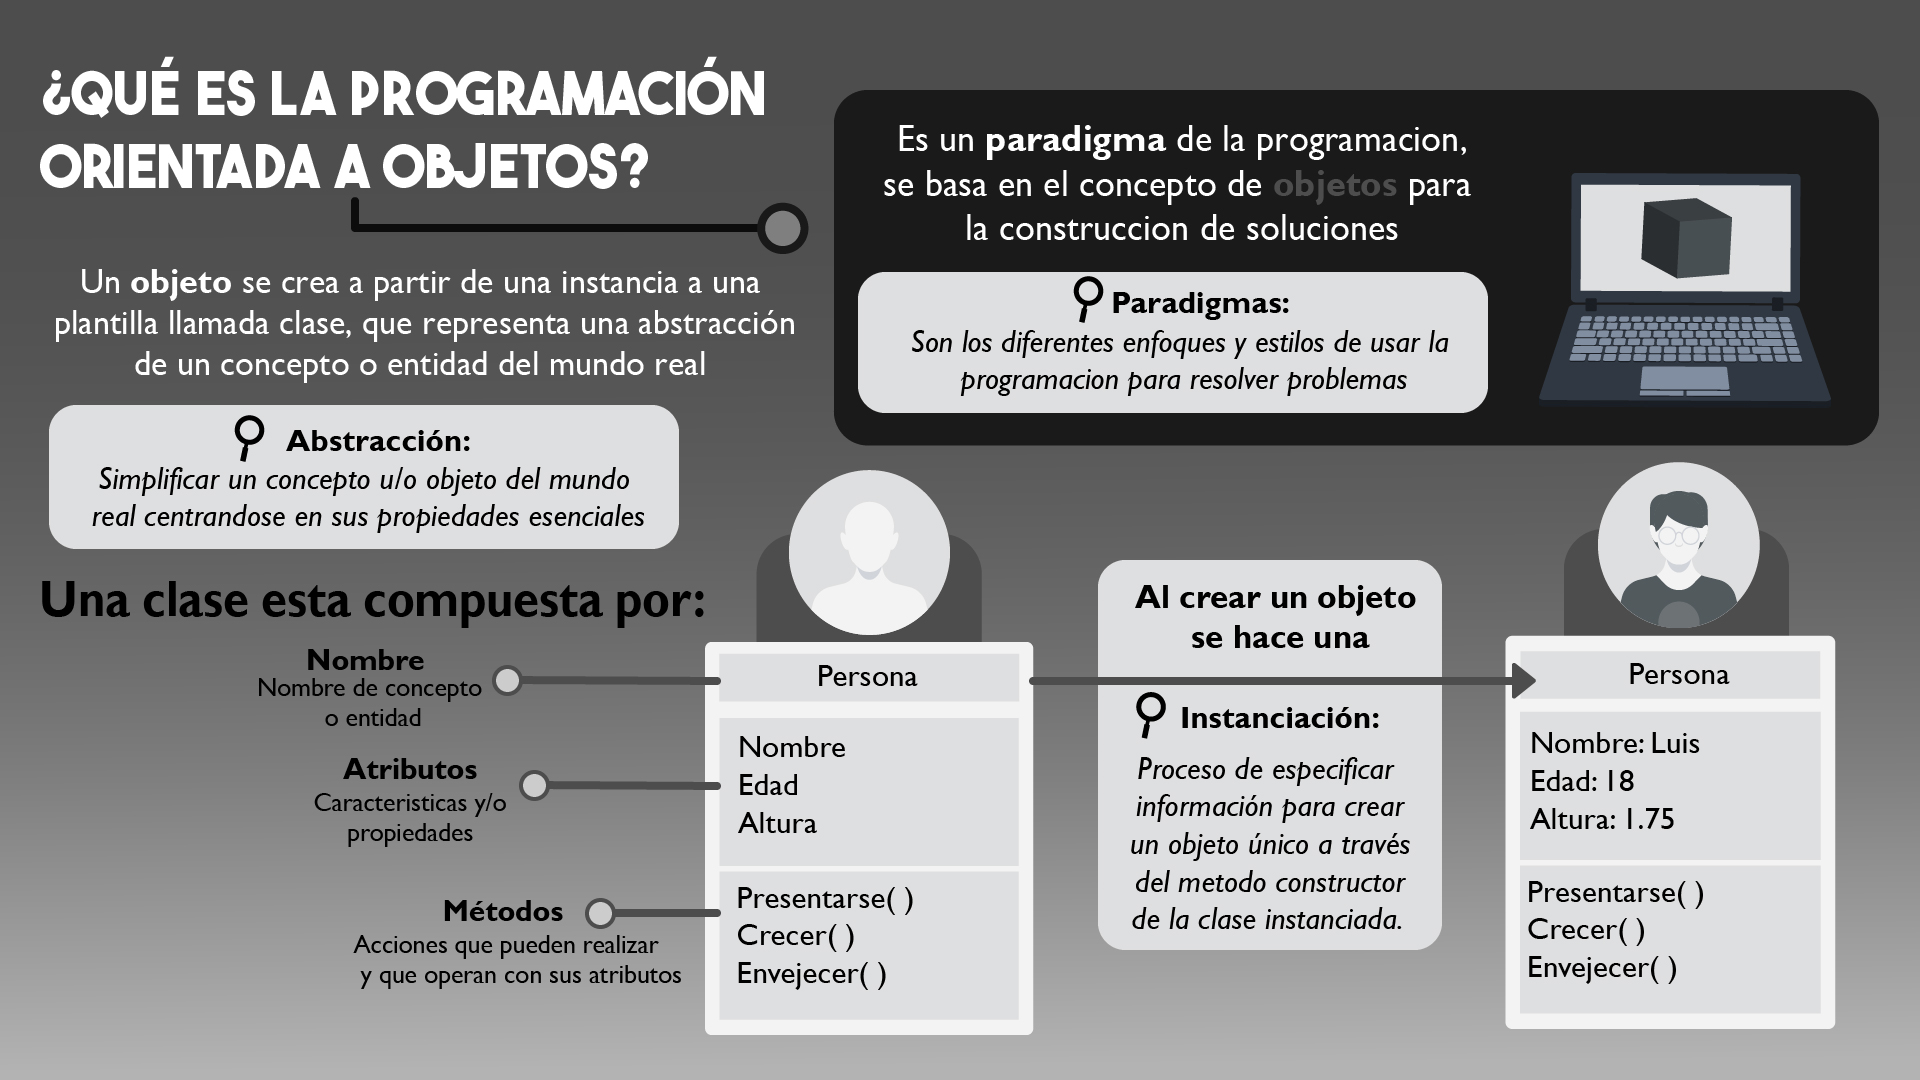 ¿QUÉ ES LA PROGRAMACIÓN
ORIENTADA A OBJETOS?
Es un paradigma de la programacion,
se basa en el concepto de objetos para
la construccion de soluciones
Paradigmas:
Son los diferentes enfoques y estilos de usar la
programacion para resolver problemas
Un objeto se crea a partir de una instancia a una
plantilla llamada clase, que representa una abstracción
de un concepto o entidad del mundo real
Abstracción:
Simplificar un concepto u/o objeto del mundo
real centrandose en sus propiedades esenciales
Una clase esta compuesta por:
Nombre
Nombre de concepto
o entidad
Atributos
Caracteristicas y/o
propiedades
Métodos
Acciones que pueden realizar
y que operan con sus atributos
Persona
Nombre
Edad
Altura
Presentarse( )
Crecer( )
Envejecer( )
Al crear un objeto
se hace una
Instanciación:
Proceso de especificar
información para crear
un objeto único a través
del metodo constructor
de la clase instanciada.
Persona
Nombre: Luis
Edad: 18
Altura: 1.75
Presentarse( )
Crecer( )
Envejecer( )